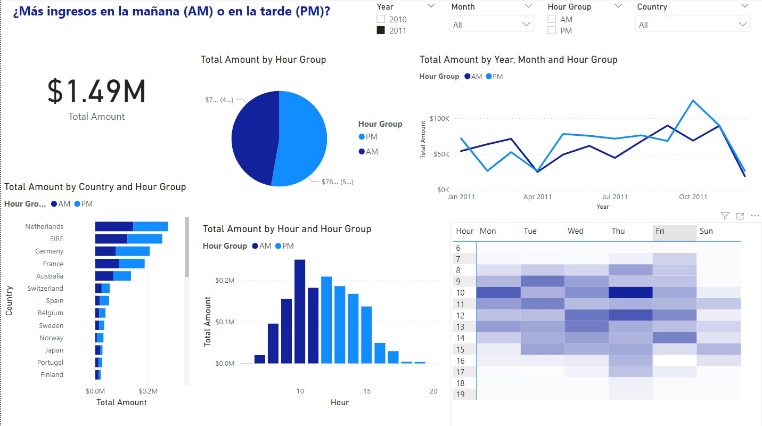 ¿Más ingresos en la mañana (AM) o en la tarde (PM)?
Year
2010
2011
Month
All
Hour Group
AM
PM
Country
All
$1.49M
Total Amount
Total Amount by Hour Group
$7... (4...)
$78... (5...)
Hour Group
PM
AM
Total Amount by Year, Month and Hour Group
Hour Group AM PM
Total Amount
$100K
$50K
$0K
Jan 2011 Apr 2011 Jul 2011 Oct 2011
Year
Total Amount by Country and Hour Group
Hour Gro... AM PM
Country
Netherlands
EIRE
Germany
France
Australia
Switzerland
Spain
Belgium
Sweden
Norway
Japan
Portugal
Finland
$0.0M $0.2M
Total Amount
Total Amount by Hour and Hour Group
Hour Group AM PM
Total Amount
$0.2M
$0.1M
$0.0M
10 15 20
Hour
Hour Mon Tue Wed Thu Fri Sun
6
7
8
9
10
11
12
13
14
15
16
17
18
19